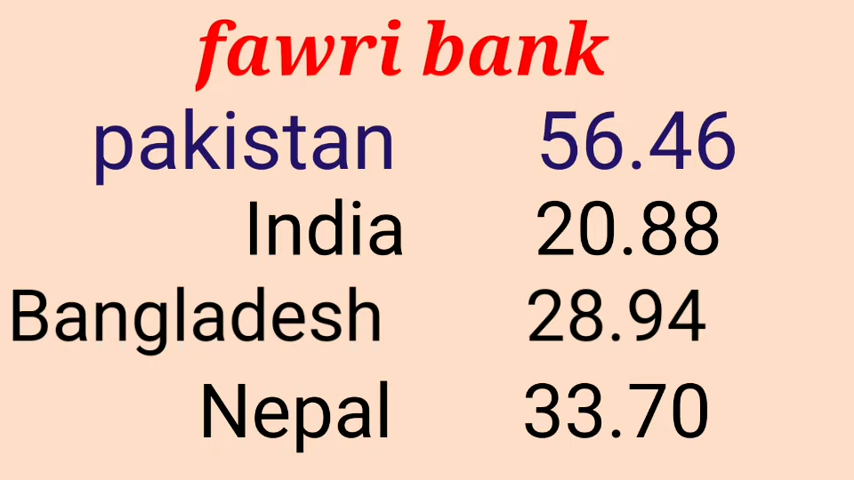 fawri bank
pakistan 56.46
India 20.88
Bangladesh 28.94
Nepal 33.70